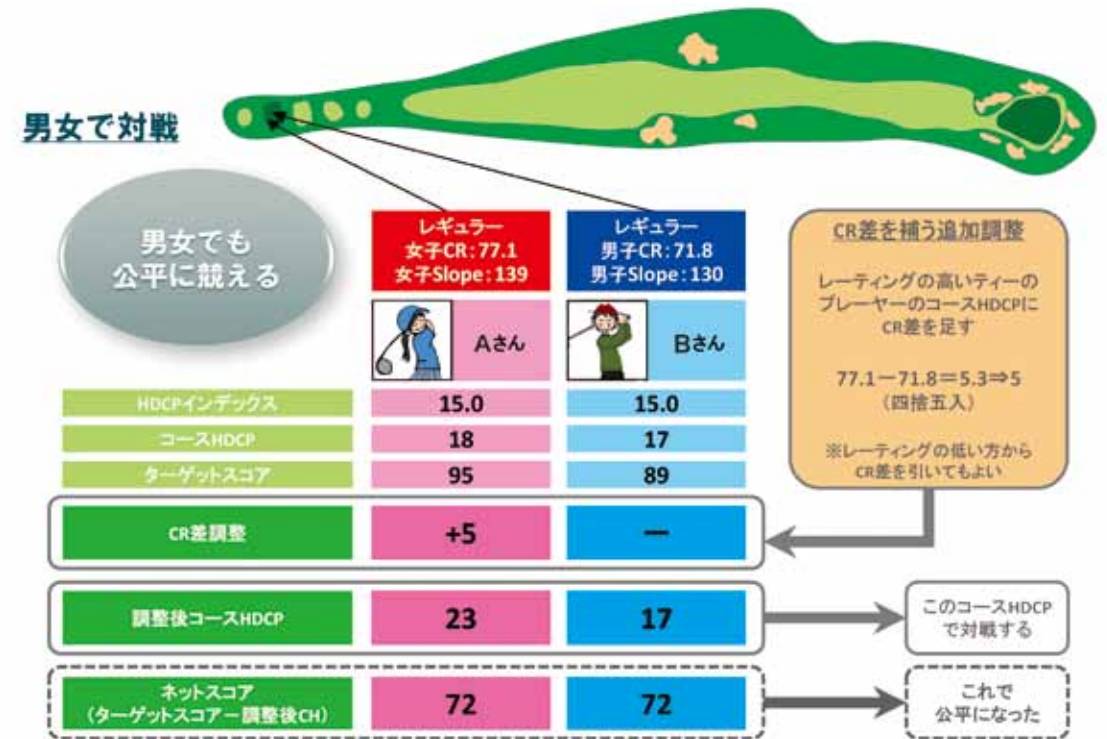 男女で対戦
男女でも
公平に競える
レギュラー
女子CR:77.1
女子Slope:139
レギュラー
男子CR:71.8
男子Slope:130
CR差を補う追加調整
レーティングの高いティーの
プレーヤーのコースHDCPに
CR差を足す
77.1－71.8＝5.3⇒5
（四捨五入）
※レーティングの低い方から
CR差を引いてもよい
Aさん
Bさん
HDCPインデックス 15.0 15.0
コースHDCP 18 17
ターゲットスコア 95 89
CR差調整 +5 ー
調整後コースHDCP 23 17
このコースHDCP
で対戦する
ネットスコア
（ターゲットスコアー調整後CH） 72 72
これで
公平になった